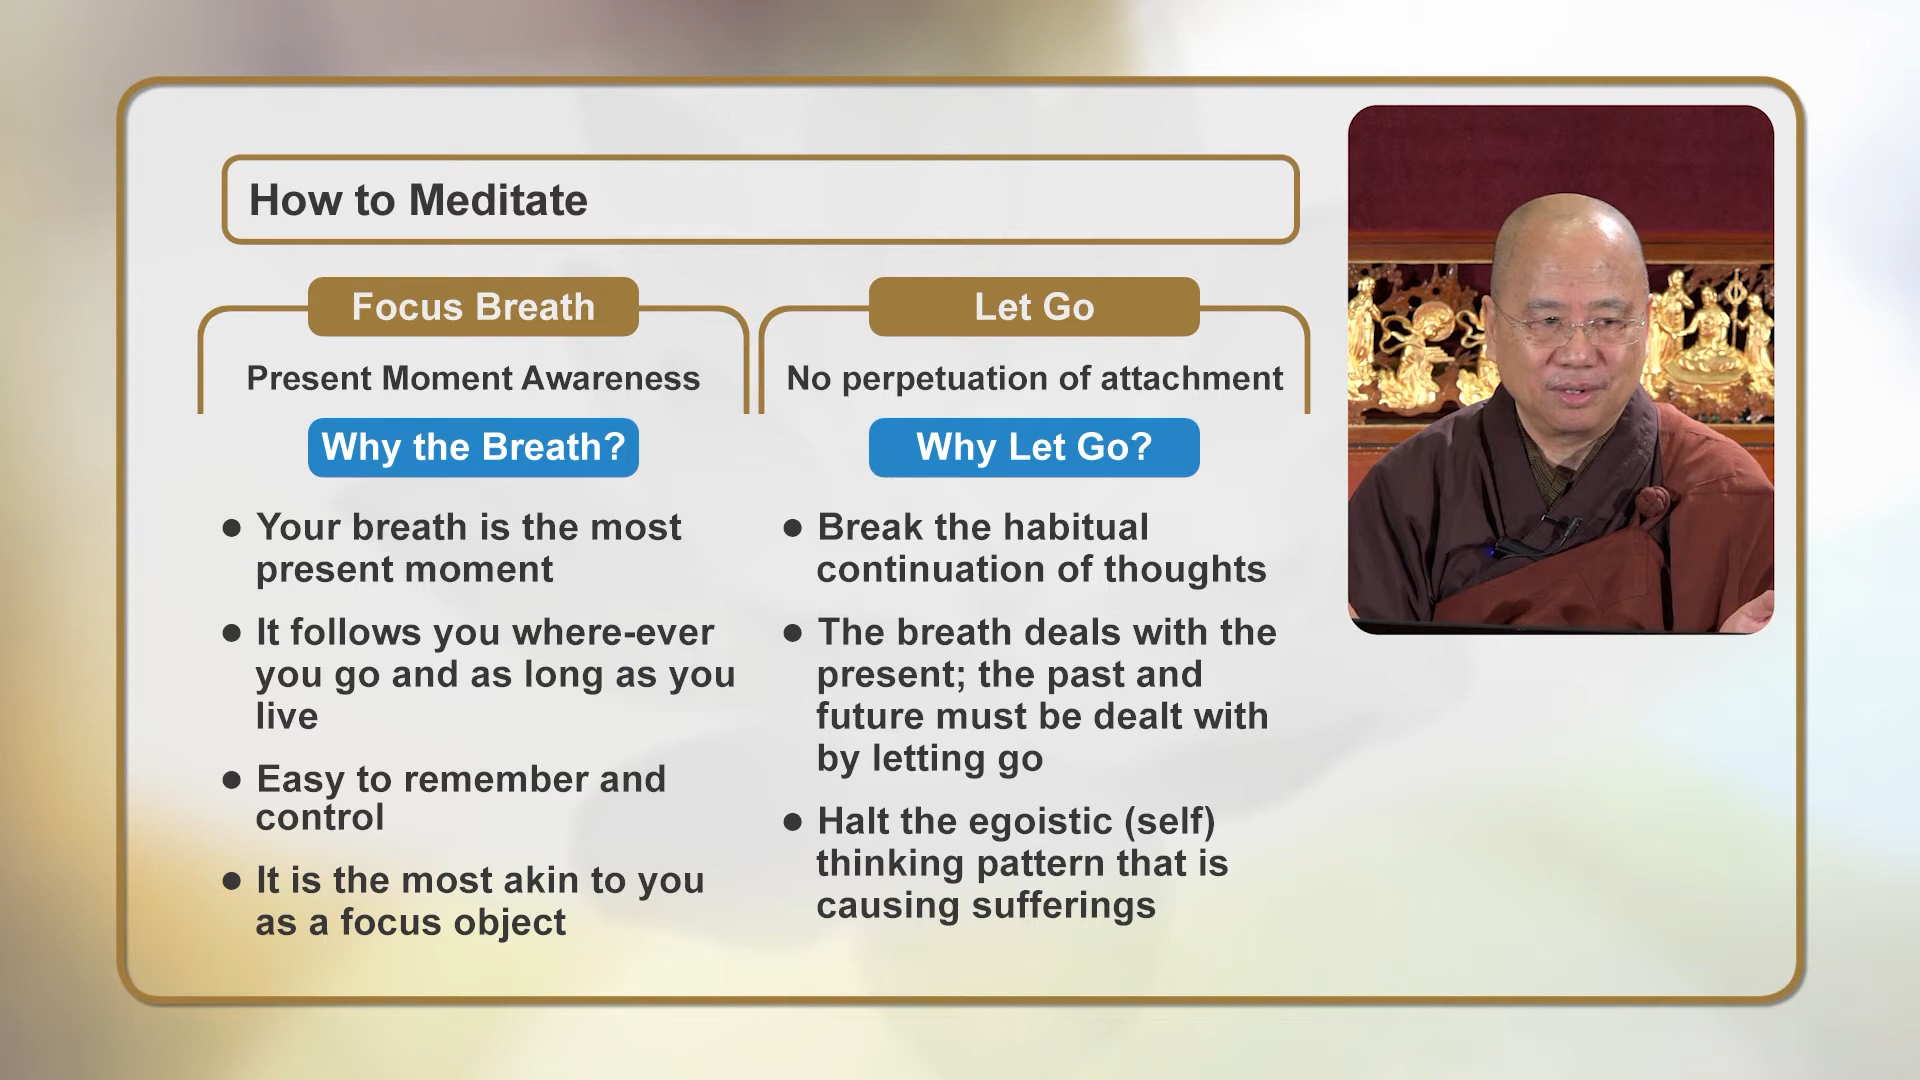 How to Meditate
Focus Breath
Present Moment Awareness
Why the Breath?
● Your breath is the most
present moment
● It follows you where-ever
you go and as long as you
live
● Easy to remember and
control
● It is the most akin to you
as a focus object
Let Go
No perpetuation of attachment
Why Let Go?
● Break the habitual
continuation of thoughts
● The breath deals with the
present; the past and
future must be dealt with
by letting go
● Halt the egoistic (self)
thinking pattern that is
causing sufferings